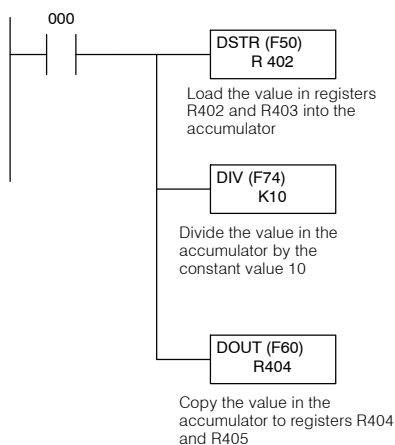 000
DSTR (F50)
R 402
Load the value in registers
R402 and R403 into the
accumulator
DIV (F74)
K10
Divide the value in the
accumulator by the
constant value 10
DOUT (F60)
R404
Copy the value in the
accumulator to registers R404
and R405